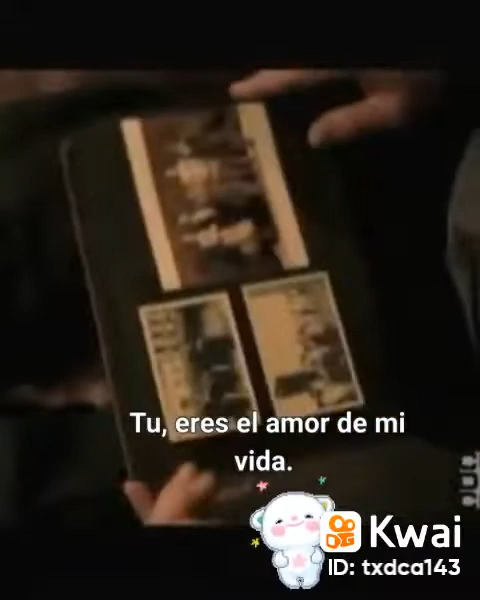 Tu, eres el amor de mi
vida.
Kwai
ID: txdca143